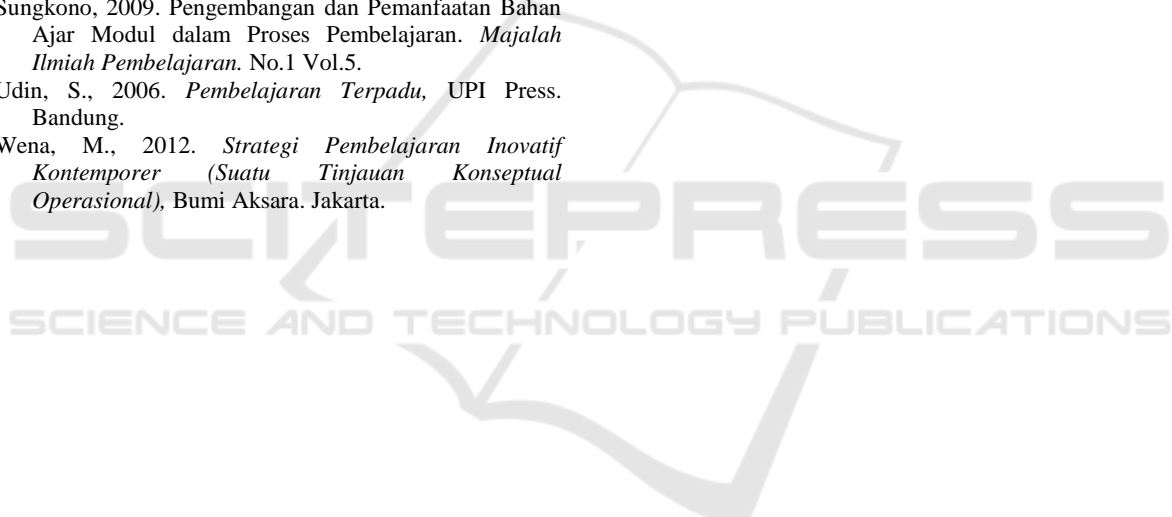 Sungkono, 2009. Pengembangan dan Pemanfaatan Bahan
Ajar Modul dalam Proses Pembelajaran. Majalah
Ilmiah Pembelajaran. No.1 Vol.5.
Udin, S., 2006. Pembelajaran Terpadu, UPI Press.
Bandung.
Wena, M., 2012. Strategi Pembelajaran Inovatif
Kontemporer (Suatu Tinjauan Konseptual
Operasional), Bumi Aksara. Jakarta.
SCITEPRESS
SCIENCE AND TECHNOLOGY PUBLICATIONS